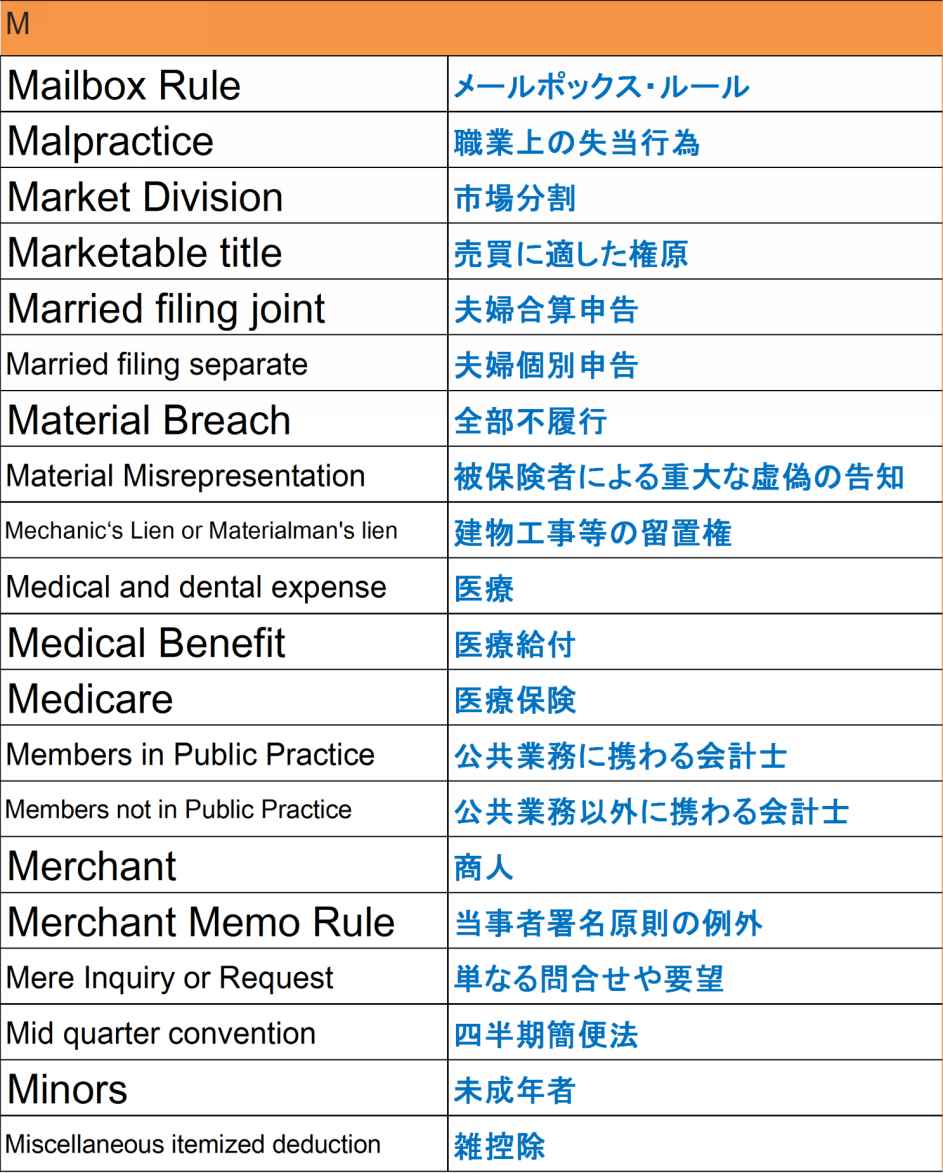 M
Mailbox Rule メールポックス・ルール
Malpractice 職業上の失当行為
Market Division 市場分割
Marketable title 売買に適した権原
Married filing joint 夫婦合算申告
Married filing separate 夫婦個別申告
Material Breach 全部不履行
Material Misrepresentation 被保険者による重大な虚偽の告知
Mechanic‘s Lien or Materialman's lien 建物工事等の留置権
Medical and dental expense 医療
Medical Benefit 医療給付
Medicare 医療保険
Members in Public Practice 公共業務に携わる会計士
Members not in Public Practice 公共業務以外に携わる会計士
Merchant 商人
Merchant Memo Rule 当事者署名原則の例外
Mere Inquiry or Request 単なる問合せや要望
Mid quarter convention 四半期簡便法
Minors 未成年者
Miscellaneous itemized deduction 雑控除